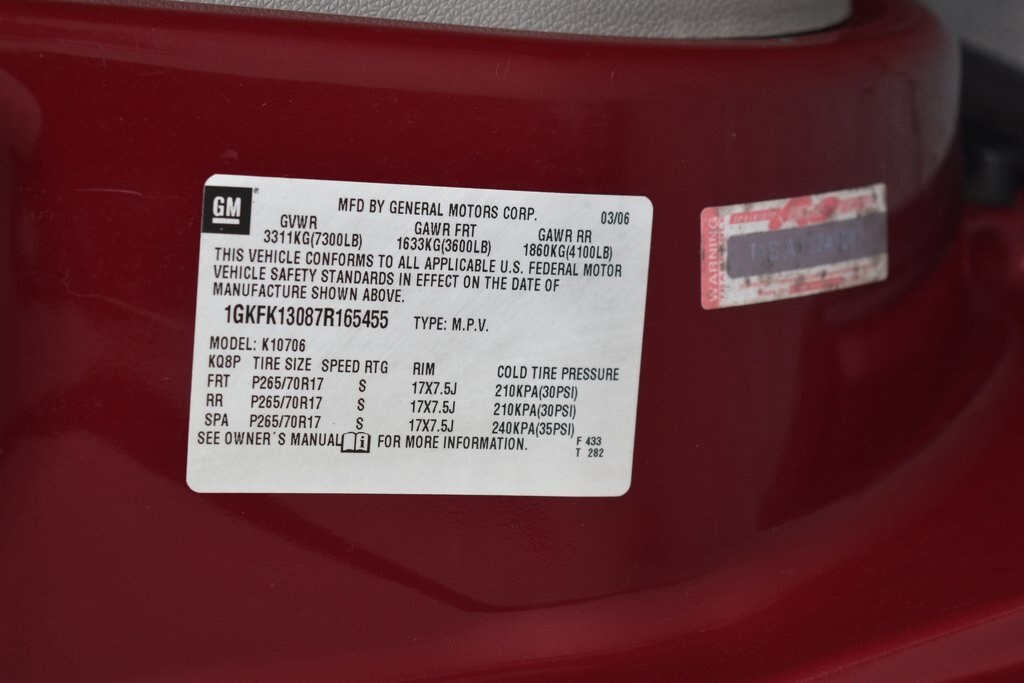 GM
MFD BY GENERAL MOTORS CORP. 03/06
GVWR GAWR FRT GAWR RR
3311KG(7300LB) 1633KG(3600LB) 1860KG(4100LB)
THIS VEHICLE CONFORMS TO ALL APPLICABLE U.S. FEDERAL MOTOR
VEHICLE SAFETY STANDARDS IN EFFECT ON THE DATE OF
MANUFACTURE SHOWN ABOVE.
1GKFK13087R165455 TYPE: M.P.V.
MODEL: K10706
KQ8P TIRE SIZE SPEED RTG RIM COLD TIRE PRESSURE
FRT P265/70R17 S 17X7.5J 210KPA(30PSI)
RR P265/70R17 S 17X7.5J 210KPA(30PSI)
SPA P265/70R17 S 17X7.5J 240KPA(35PSI)
SEE OWNER´S MANUAL i FOR MORE INFORMATION.
F 433
T 282
WARNING